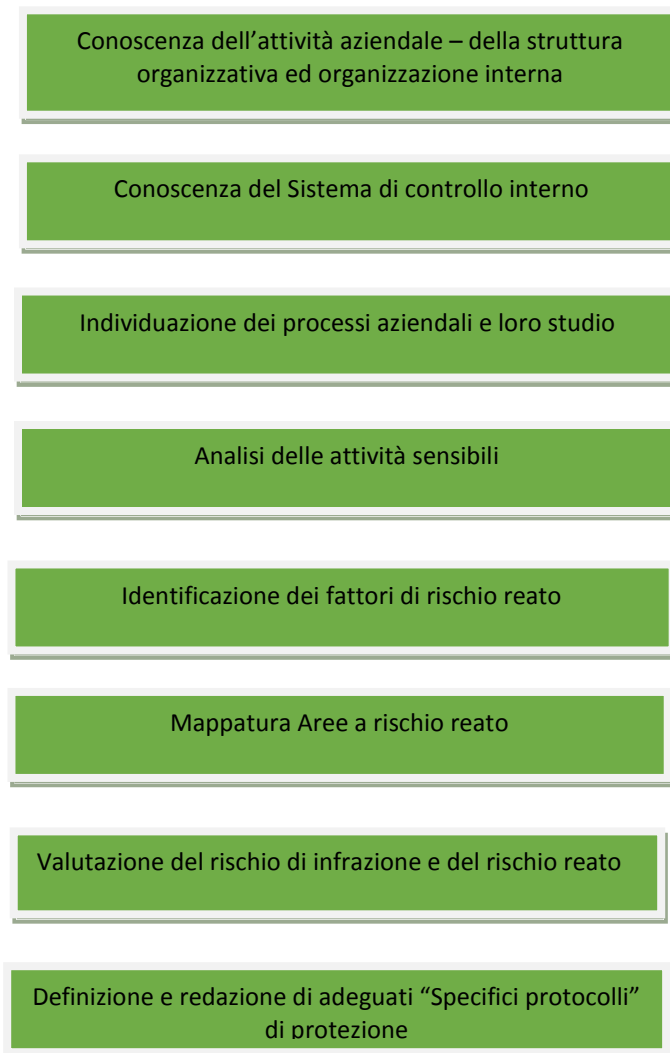 Conoscenza dell’attività aziendale – della struttura
organizzativa ed organizzazione interna
Conoscenza del Sistema di controllo interno
Individuazione dei processi aziendali e loro studio
Analisi delle attività sensibili
Identificazione dei fattori di rischio reato
Mappatura Aree a rischio reato
Valutazione del rischio di infrazione e del rischio reato
Definizione e redazione di adeguati “Specifici protocolli”
di protezione